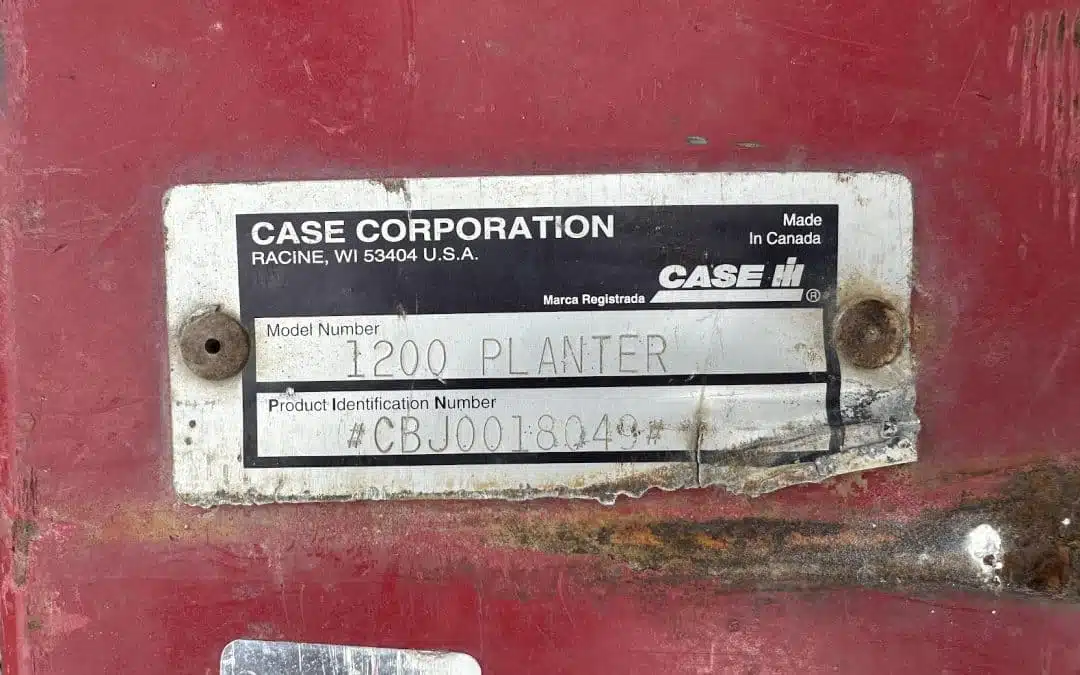 CASE CORPORATION
RACINE, WI 53404 U.S.A.
Made
In Canada
CASE IH
Marca Registrada ®
Model Number
1200 PLANTER
Product Identification Number
#CBJ0018049#